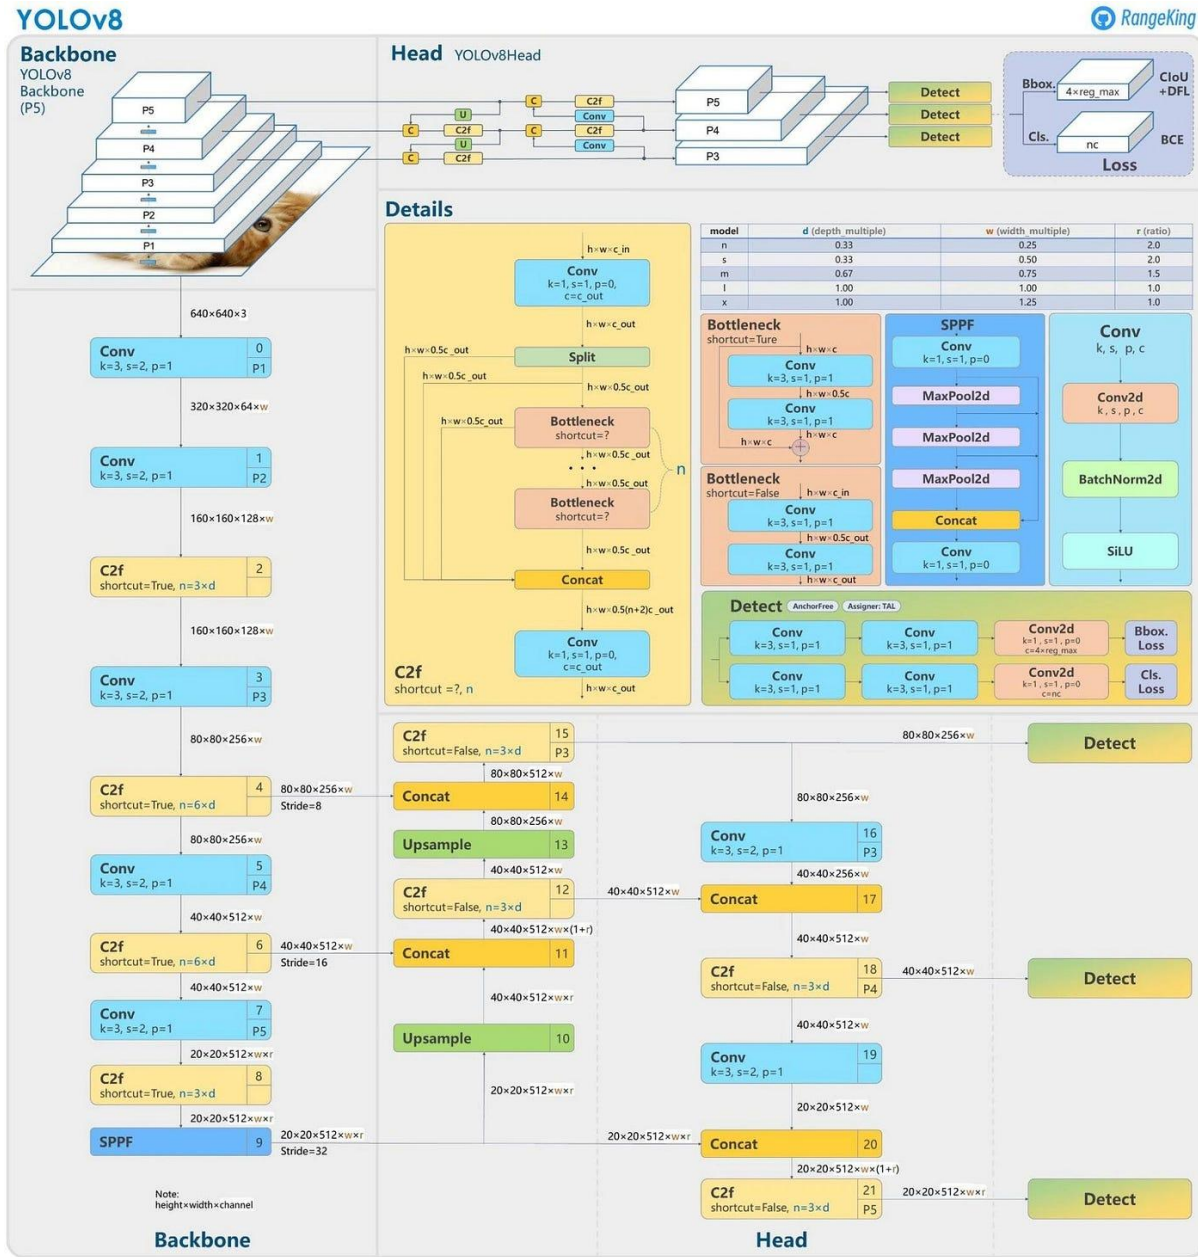 YOLOv8
RangeKing
Backbone
YOLOv8
Backbone
(P5)
P5
P4
P3
P2
P1
Head YOLOv8Head
C
C2f
Conv
U
C
C2f
C
C2f
Conv
U
C
C2f
P5
P4
P3
Detect
Detect
Detect
Bbox.
4×reg_max
CIoU
+DFL
Cls.
nc
BCE
Loss
Details
h×w×c_in
Conv
k=1, s=1, p=0,
c=c_out
h×w×c_out
Split
h×w×0.5c_out
h×w×0.5c_out
h×w×0.5c_out
h×w×0.5c_out
Bottleneck
shortcut=?
h×w×0.5c_out
. . .
h×w×0.5c_out
n
Bottleneck
shortcut=?
h×w×0.5c_out
Concat
h×w×0.5(n+2)c_out
Conv
k=1, s=1, p=0,
c=c_out
h×w×c_out
C2f
shortcut =?, n
model d (depth_multiple) w (width_multiple) r (ratio)
n 0.33 0.25 2.0
s 0.33 0.50 2.0
m 0.67 0.75 1.5
l 1.00 1.00 1.0
x 1.00 1.25 1.0
Bottleneck
shortcut=Ture
h×w×c
Conv
k=3, s=1, p=1
h×w×0.5c
Conv
k=3, s=1, p=1
h×w×c
h×w×c
Bottleneck
shortcut=False
h×w×c_in
Conv
k=3, s=1, p=1
h×w×0.5c_out
Conv
k=3, s=1, p=1
h×w×c_out
SPPF
Conv
k=1, s=1, p=0
MaxPool2d
MaxPool2d
MaxPool2d
Concat
Conv
k=1, s=1, p=0
Conv
k, s, p, c
Conv2d
k, s, p, c
BatchNorm2d
SiLU
Detect AnchorFree Assigner: TAL
Conv
k=3, s=1, p=1
Conv
k=3, s=1, p=1
Conv2d
k=1, s=1, p=0
c=4×reg_max
Bbox.
Loss
Conv
k=3, s=1, p=1
Conv
k=3, s=1, p=1
Conv2d
k=1, s=1, p=0
c=nc
Cls.
Loss
640×640×3
Conv 0
k=3, s=2, p=1 P1
320×320×64×w
Conv 1
k=3, s=2, p=1 P2
160×160×128×w
C2f 2
shortcut=True, n=3×d
160×160×128×w
Conv 3
k=3, s=2, p=1 P3
80×80×256×w
C2f 4
shortcut=True, n=6×d
80×80×256×w
Stride=8
80×80×256×w
Conv 5
k=3, s=2, p=1 P4
40×40×512×w
C2f 6
shortcut=True, n=6×d
40×40×512×w
Stride=16
40×40×512×w
Conv 7
k=3, s=2, p=1 P5
20×20×512×w×r
C2f 8
shortcut=True, n=3×d
20×20×512×w×r
SPPF 9
20×20×512×w×r
Stride=32
Note:
height×width×channel
Backbone
C2f 15
shortcut=False, n=3×d P3
80×80×512×w
Concat 14
80×80×256×w
Upsample 13
40×40×512×w
C2f 12
shortcut=False, n=3×d
40×40×512×w
40×40×512×w×(1+r)
Concat 11
40×40×512×w×r
Upsample 10
20×20×512×w×r
20×20×512×w×r
80×80×256×w
Detect
80×80×256×w
Conv 16
k=3, s=2, p=1 P3
40×40×256×w
Concat 17
40×40×512×w
C2f 18
shortcut=False, n=3×d P4
40×40×512×w
Detect
40×40×512×w
Conv 19
k=3, s=2, p=1
20×20×512×w
Concat 20
20×20×512×w×(1+r)
C2f 21
shortcut=False, n=3×d P5
20×20×512×w×r
Detect
Head